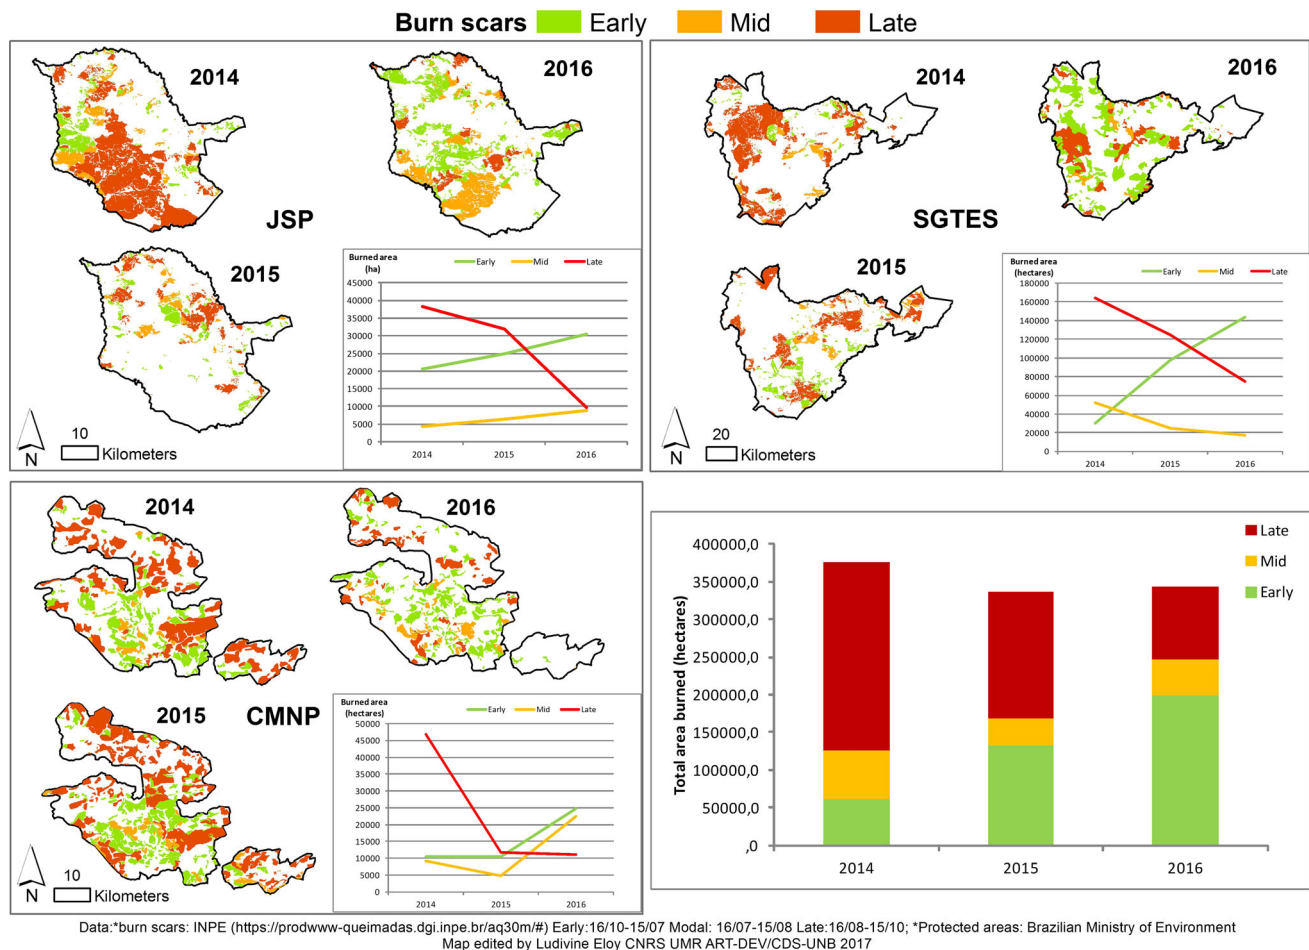 Burn scars Early Mid Late
2014
2016
JSP
2015
10
Kilometers
N
Burned area
(ha)
Early Mid Late
45000
40000
35000
30000
25000
20000
15000
10000
5000
0
2014 2015 2016
2014
2016
SGTES
2015
20
Kilometers
N
Burned area
(hectares)
Early Mid Late
180000
160000
140000
120000
100000
80000
60000
40000
20000
0
2014 2015 2016
2014
2016
2015
CMNP
10
Kilometers
N
Burned area
(hectares)
Early Mid Late
50000
45000
40000
35000
30000
25000
20000
15000
10000
5000
0
2014 2015 2016
Late
Mid
Early
Total area burned (hectares)
400000,0
350000,0
300000,0
250000,0
200000,0
150000,0
100000,0
50000,0
,0
2014 2015 2016
Data:*burn scars: INPE (https://prodwww-queimadas.dgi.inpe.br/aq30m/#) Early:16/10-15/07 Modal: 16/07-15/08 Late:16/08-15/10; *Protected areas: Brazilian Ministry of Environment
Map edited by Ludivine Eloy CNRS UMR ART-DEV/CDS-UNB 2017